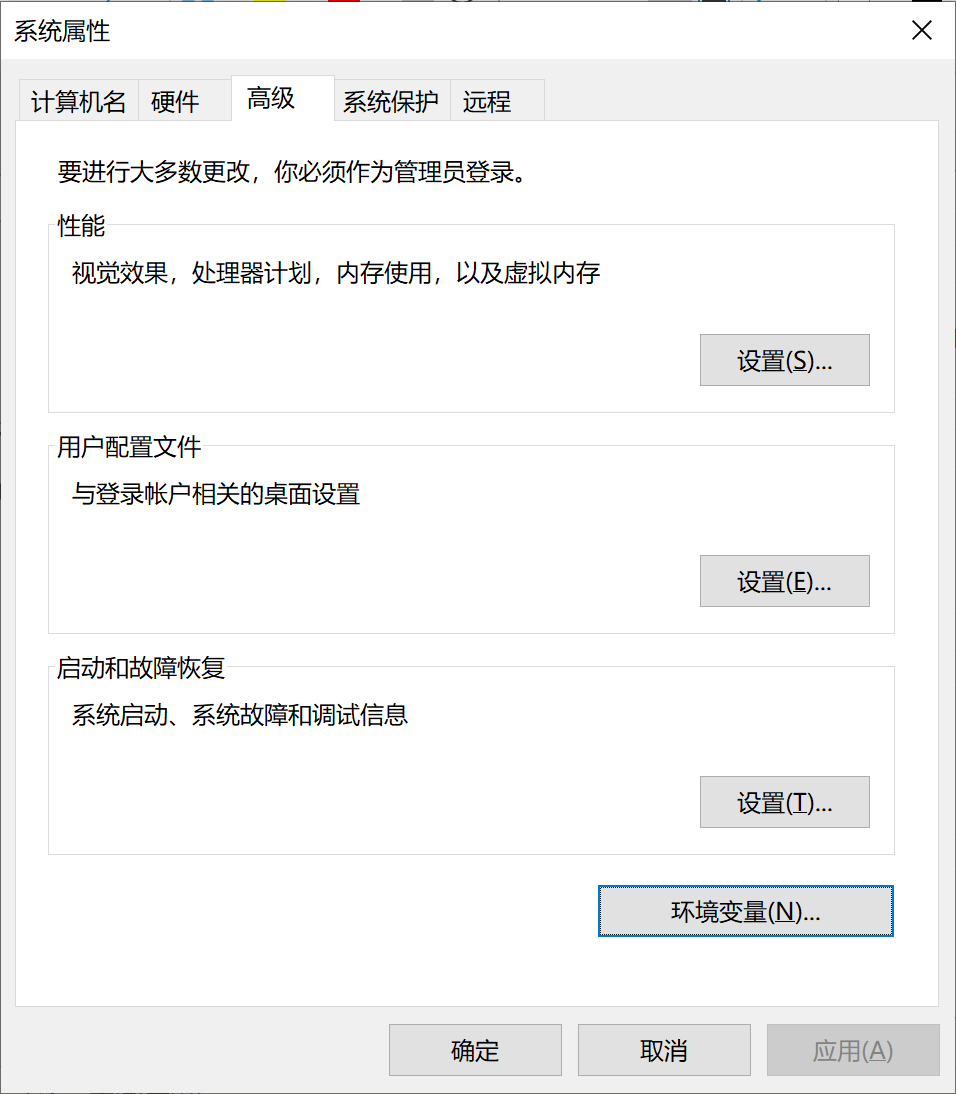 系统属性
计算机名 硬件 高级 系统保护 远程
要进行大多数更改，你必须作为管理员登录。
性能
视觉效果，处理器计划，内存使用，以及虚拟内存
设置(S)...
用户配置文件
与登录帐户相关的桌面设置
设置(E)...
启动和故障恢复
系统启动、系统故障和调试信息
设置(T)...
环境变量(N)...
确定 取消 应用(A)